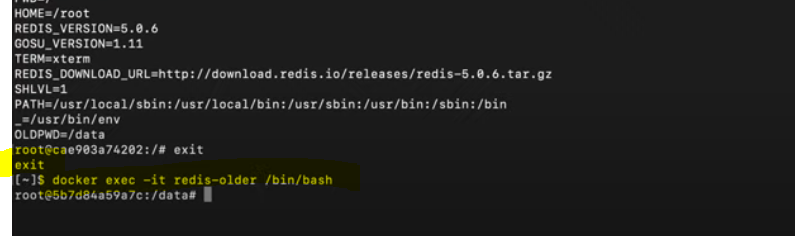 HOME=/root
REDIS_VERSION=5.0.6
GOSU_VERSION=1.11
TERM=xterm
REDIS_DOWNLOAD_URL=http://download.redis.io/releases/redis-5.0.6.tar.gz
SHLVL=1
PATH=/usr/local/sbin:/usr/local/bin:/usr/sbin:/usr/bin:/sbin:/bin
_=/usr/bin/env
OLDPWD=/data
root@cae903a74202:/# exit
exit
[~]$ docker exec -it redis-older /bin/bash
root@5b7d84a59a7c:/data#